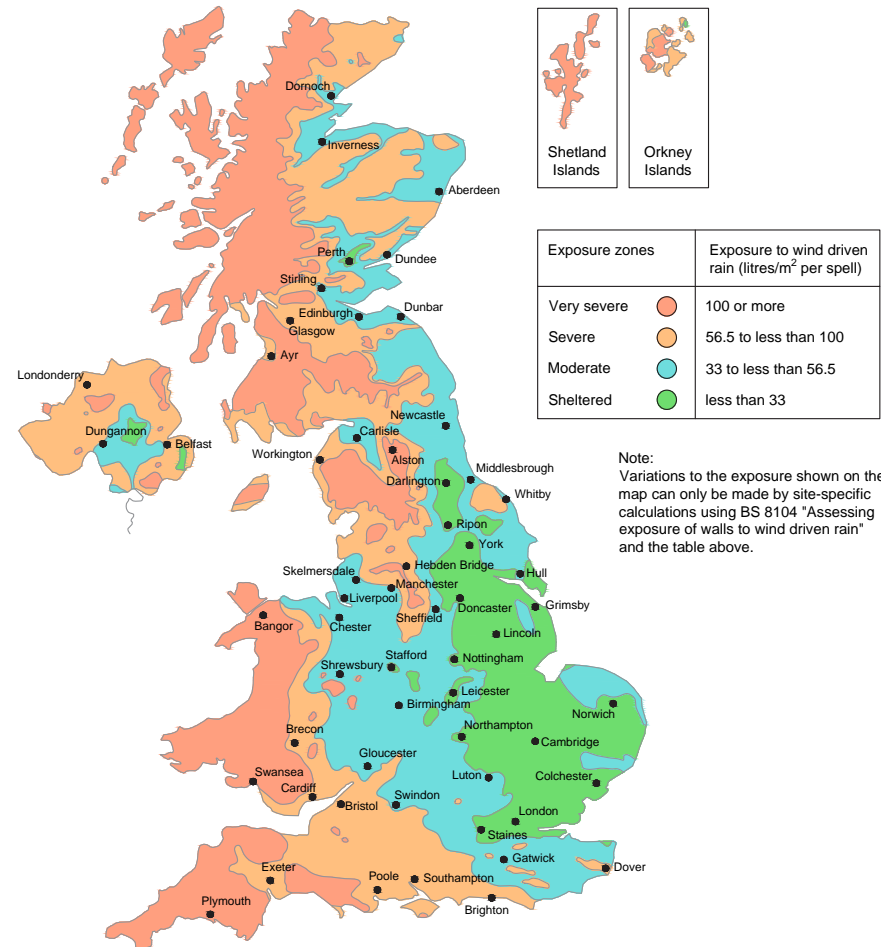 Dornoch
Inverness
Aberdeen
Perth
Dundee
Stirling
Edinburgh
Dunbar
Glasgow
Ayr
Londonderry
Dungannon
Belfast
Newcastle
Carlisle
Workington
Alston
Darlington
Middlesbrough
Whitby
Ripon
York
Hebden Bridge
Skelmersdale
Manchester
Hull
Liverpool
Doncaster
Grimsby
Bangor
Chester
Sheffield
Lincoln
Stafford
Nottingham
Shrewsbury
Leicester
Birmingham
Norwich
Northampton
Brecon
Cambridge
Gloucester
Luton
Colchester
Swansea
Cardiff
Bristol
Swindon
London
Staines
Gatwick
Dover
Exeter
Poole
Southampton
Plymouth
Brighton
Shetland
Islands
Orkney
Islands
Exposure zones
Exposure to wind driven
rain (litres/m² per spell)
Very severe 100 or more
Severe 56.5 to less than 100
Moderate 33 to less than 56.5
Sheltered less than 33
Note:
Variations to the exposure shown on the
map can only be made by site-specific
calculations using BS 8104 "Assessing
exposure of walls to wind driven rain"
and the table above.